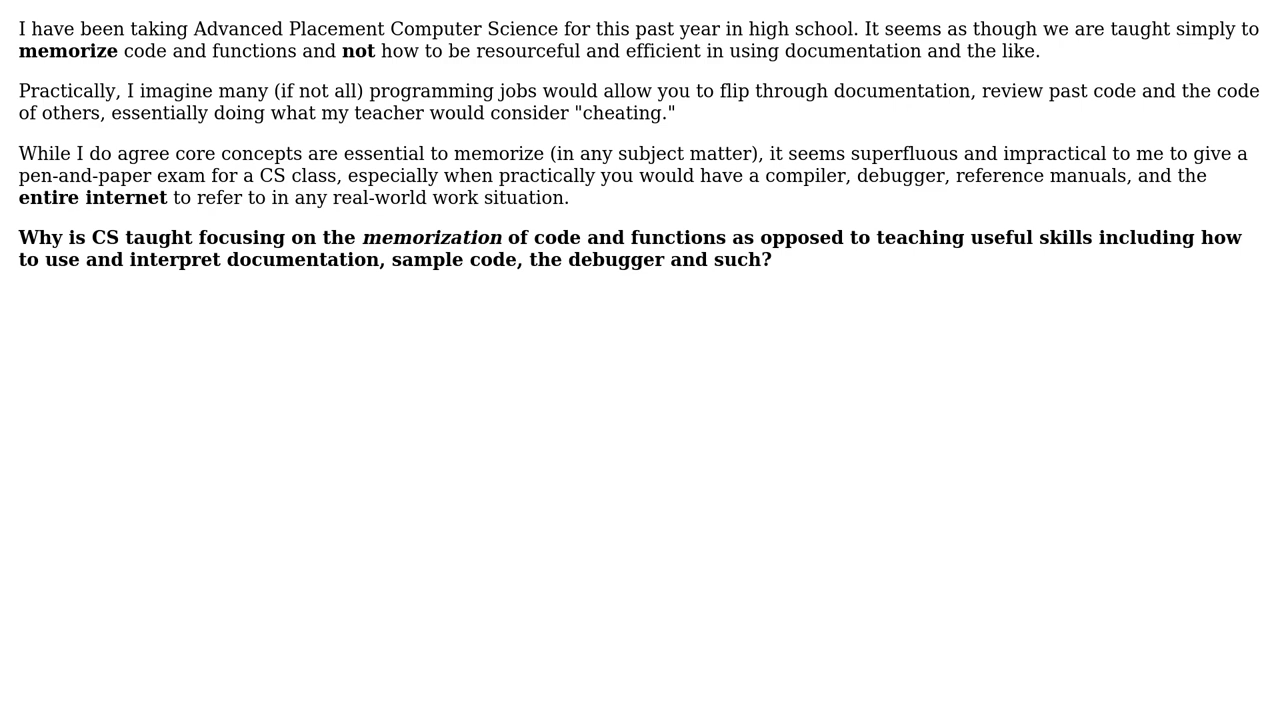 I have been taking Advanced Placement Computer Science for this past year in high school. It seems as though we are taught simply to
memorize code and functions and not how to be resourceful and efficient in using documentation and the like.
Practically, I imagine many (if not all) programming jobs would allow you to flip through documentation, review past code and the code
of others, essentially doing what my teacher would consider "cheating."
While I do agree core concepts are essential to memorize (in any subject matter), it seems superfluous and impractical to me to give a
pen-and-paper exam for a CS class, especially when practically you would have a compiler, debugger, reference manuals, and the
entire internet to refer to in any real-world work situation.
Why is CS taught focusing on the memorization of code and functions as opposed to teaching useful skills including how
to use and interpret documentation, sample code, the debugger and such?